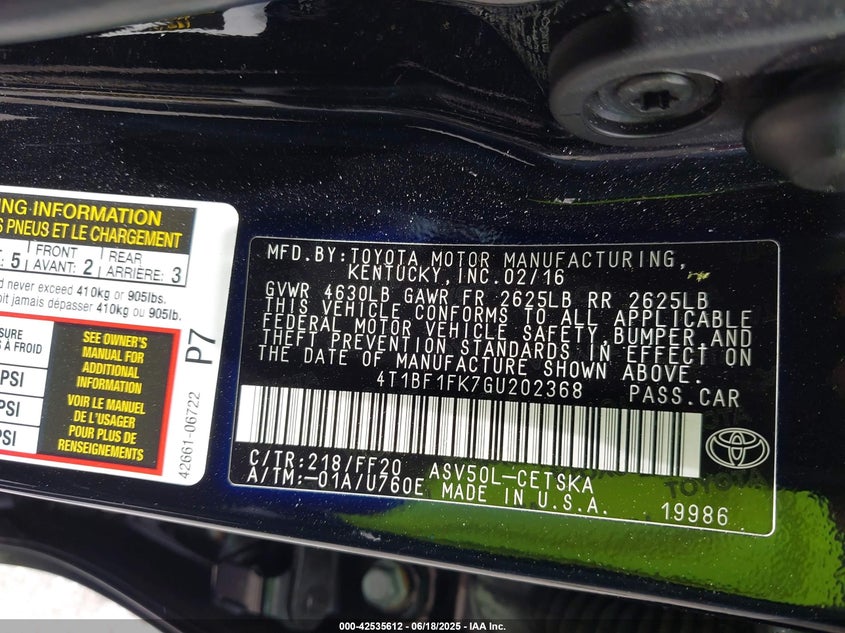 ING INFORMATION
S PNEUS ET LE CHARGEMENT
5
FRONT
AVANT: 2
REAR
ARRIÈRE: 3
d never exceed 410kg or 905lbs.
oit jamais dépasser 410kg ou 905lb.
SURE
S À FROID
PSI
PSI
PSI
SEE OWNER'S
MANUAL FOR
ADDITIONAL
INFORMATION
VOIR LE MANUEL
DE L'USAGER
POUR PLUS DE
RENSEIGNEMENTS
42661-06722
P7
MFD.BY:TOYOTA MOTOR MANUFACTURING,
KENTUCKY,INC.02/16
GVWR 4630LB GAWR FR 2625LB RR 2625LB
THIS VEHICLE CONFORMS TO ALL APPLICABLE
FEDERAL MOTOR VEHICLE SAFETY,BUMPER,AND
THEFT PREVENTION STANDARDS IN EFFECT ON
THE DATE OF MANUFACTURE SHOWN ABOVE.
4T1BF1FK7GU202368 PASS.CAR
C/TR:218/FF20 ASV50L-CETSKA
A/TM:-01A/U760E MADE IN U.S.A.
19986
TOYOTA
000-42535612 - 06/18/2025 - IAA Inc.